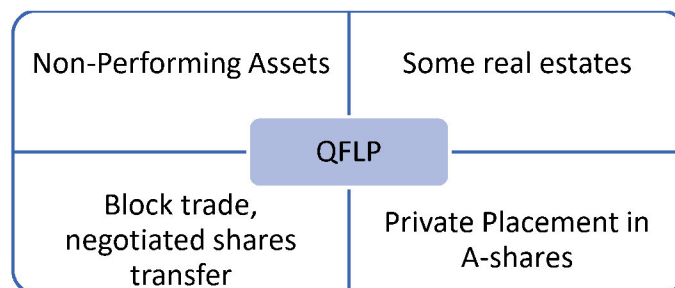 Non-Performing Assets
Some real estates
QFLP
Block trade,
negotiated shares
transfer
Private Placement in
A-shares